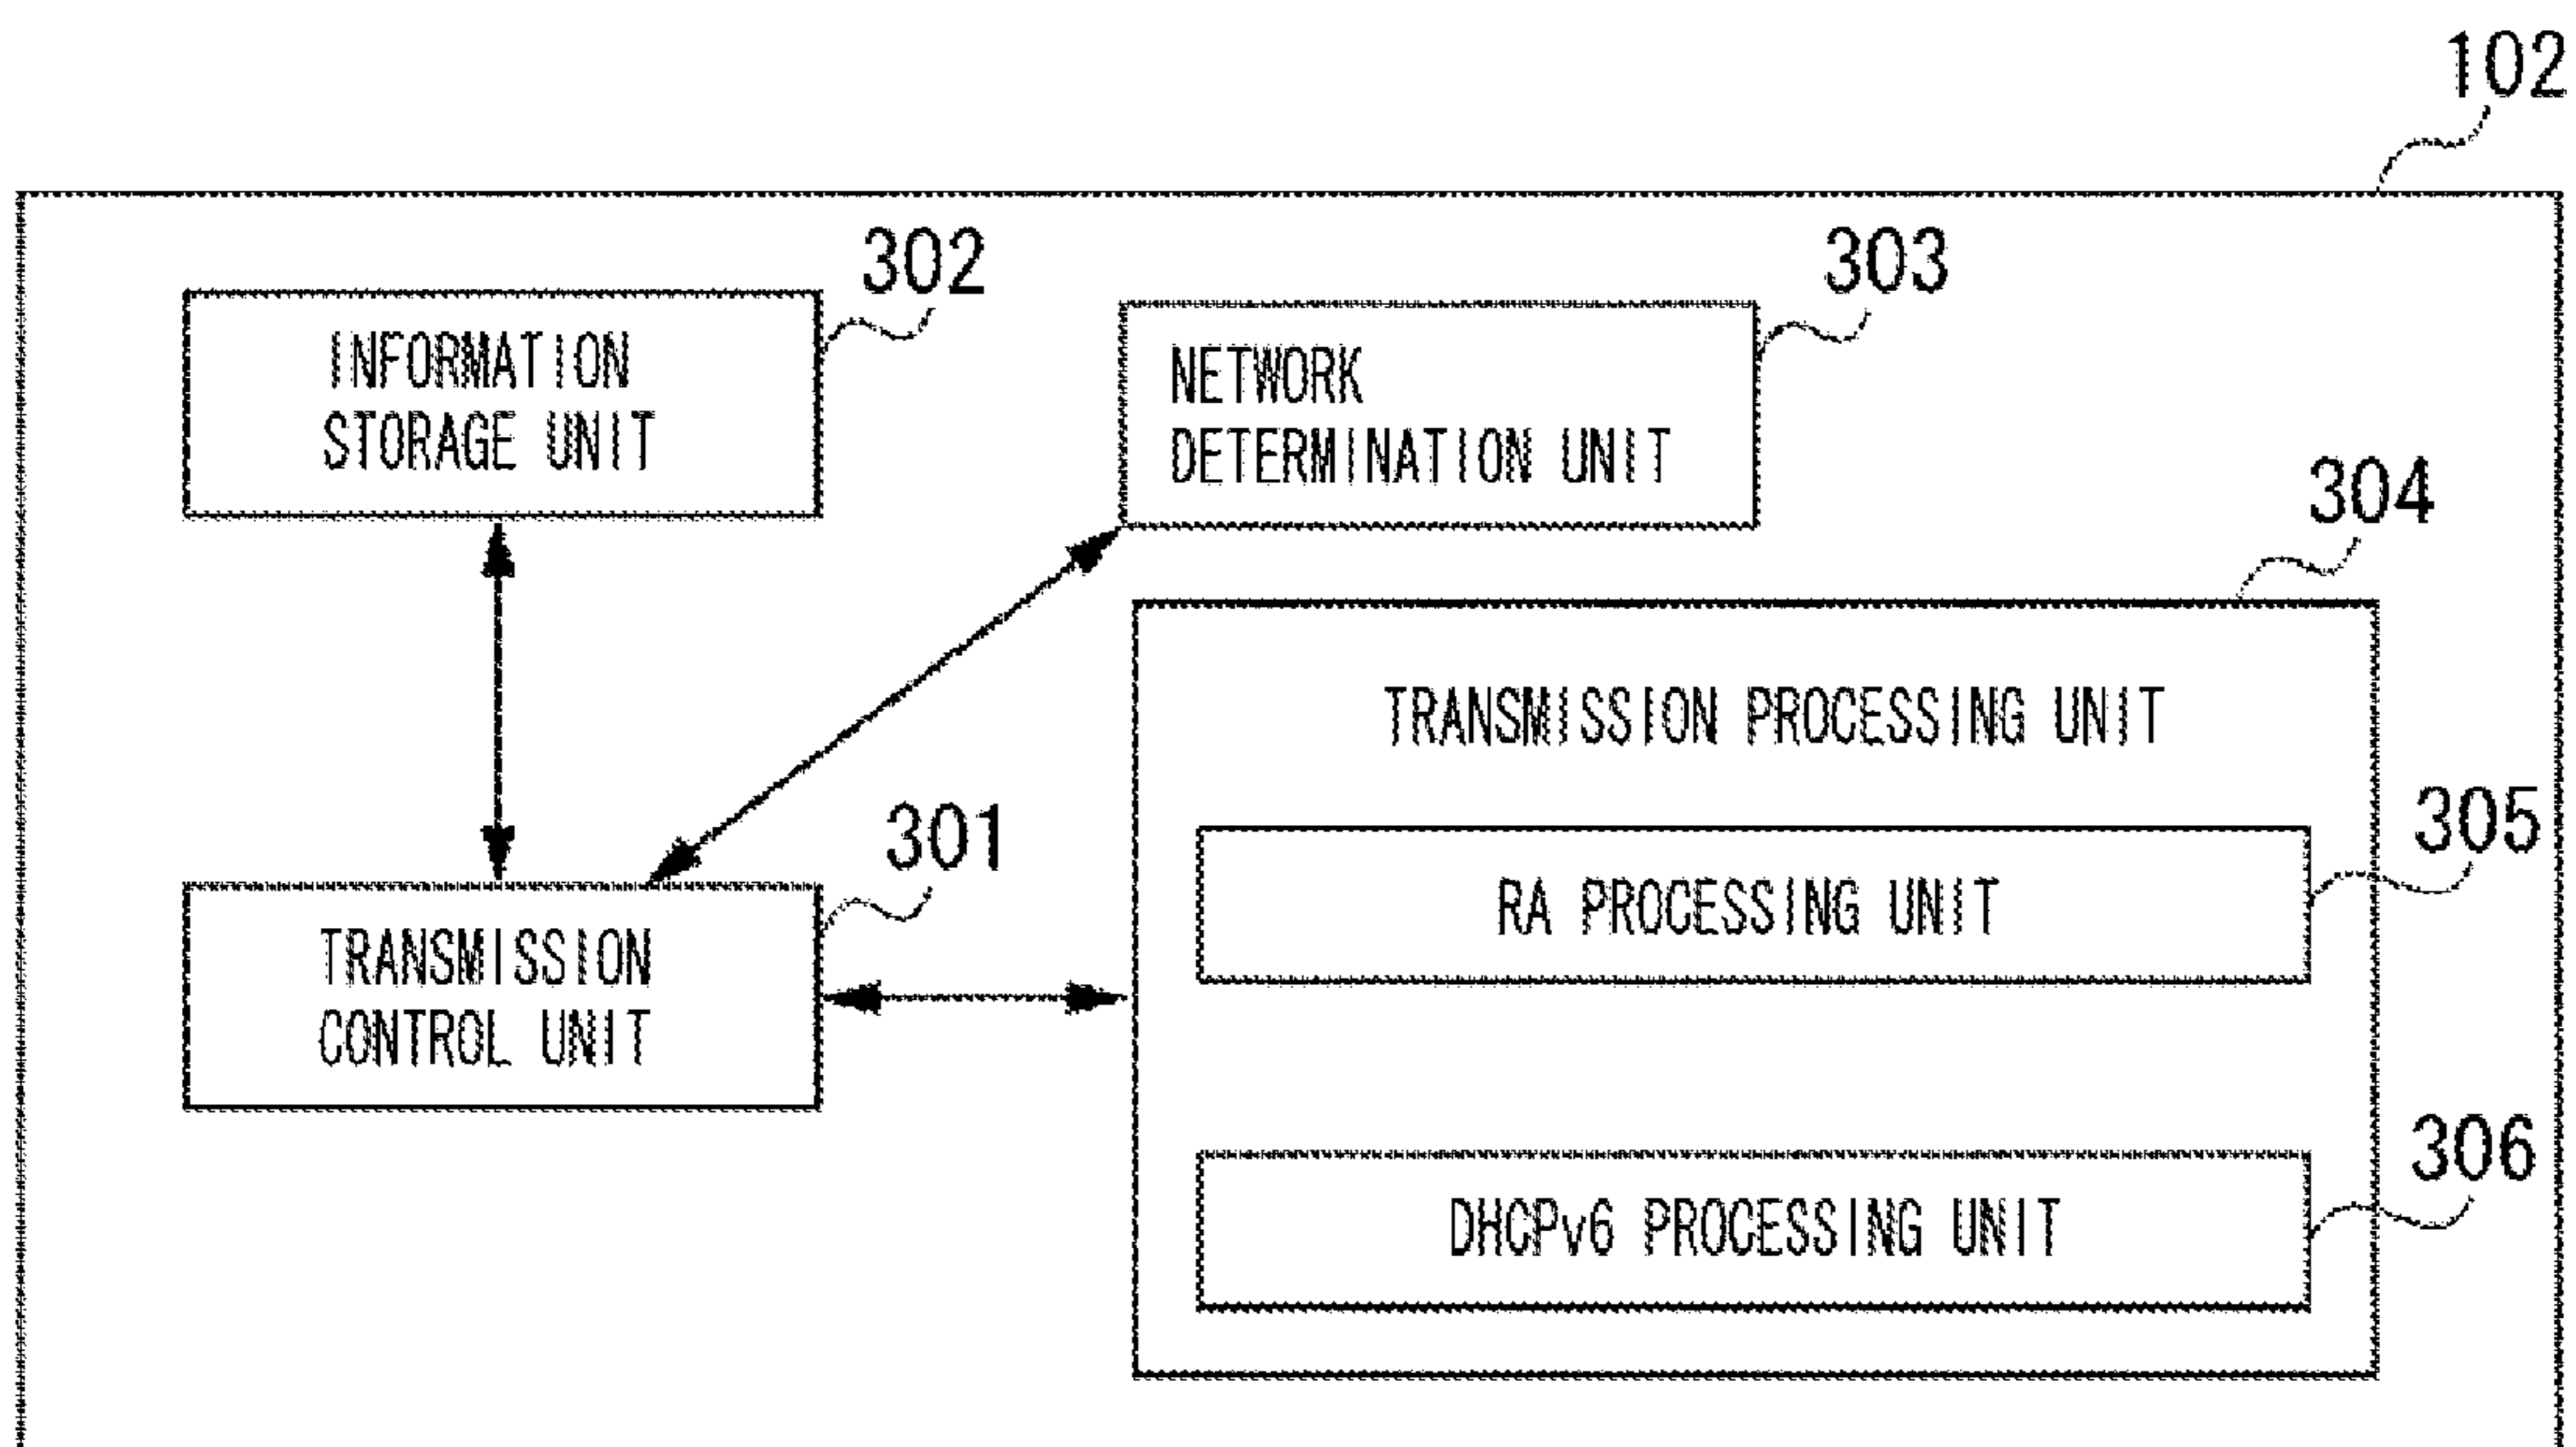 102
302
303
INFORMATION
STORAGE UNIT
NETWORK
DETERMINATION UNIT
304
TRANSMISSION PROCESSING UNIT
301
305
RA PROCESSING UNIT
TRANSMISSION
CONTROL UNIT
306
DHCPv6 PROCESSING UNIT